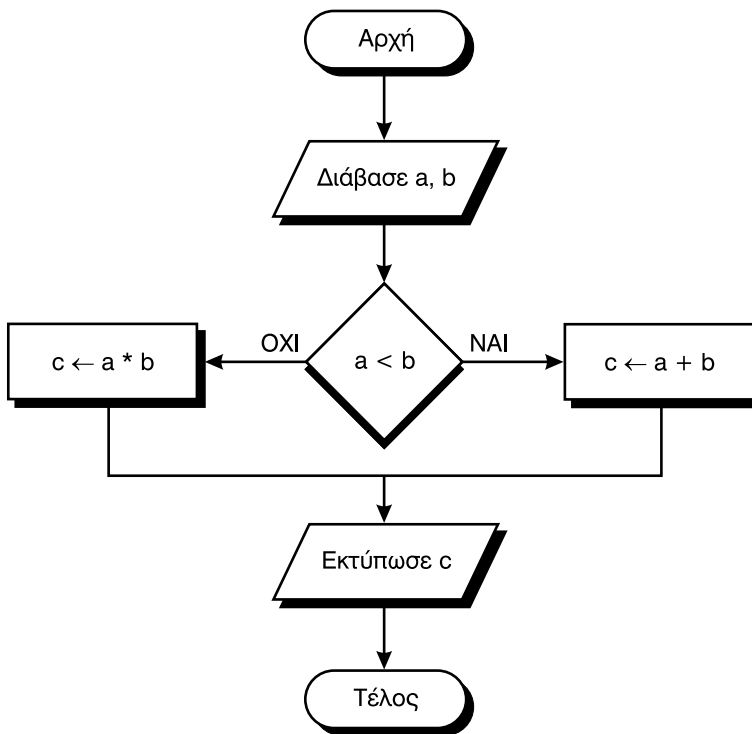 Αρχή
Διάβασε a, b
a < b
ΟΧΙ
ΝΑΙ
c ← a * b
c ← a + b
Εκτύπωσε c
Τέλος